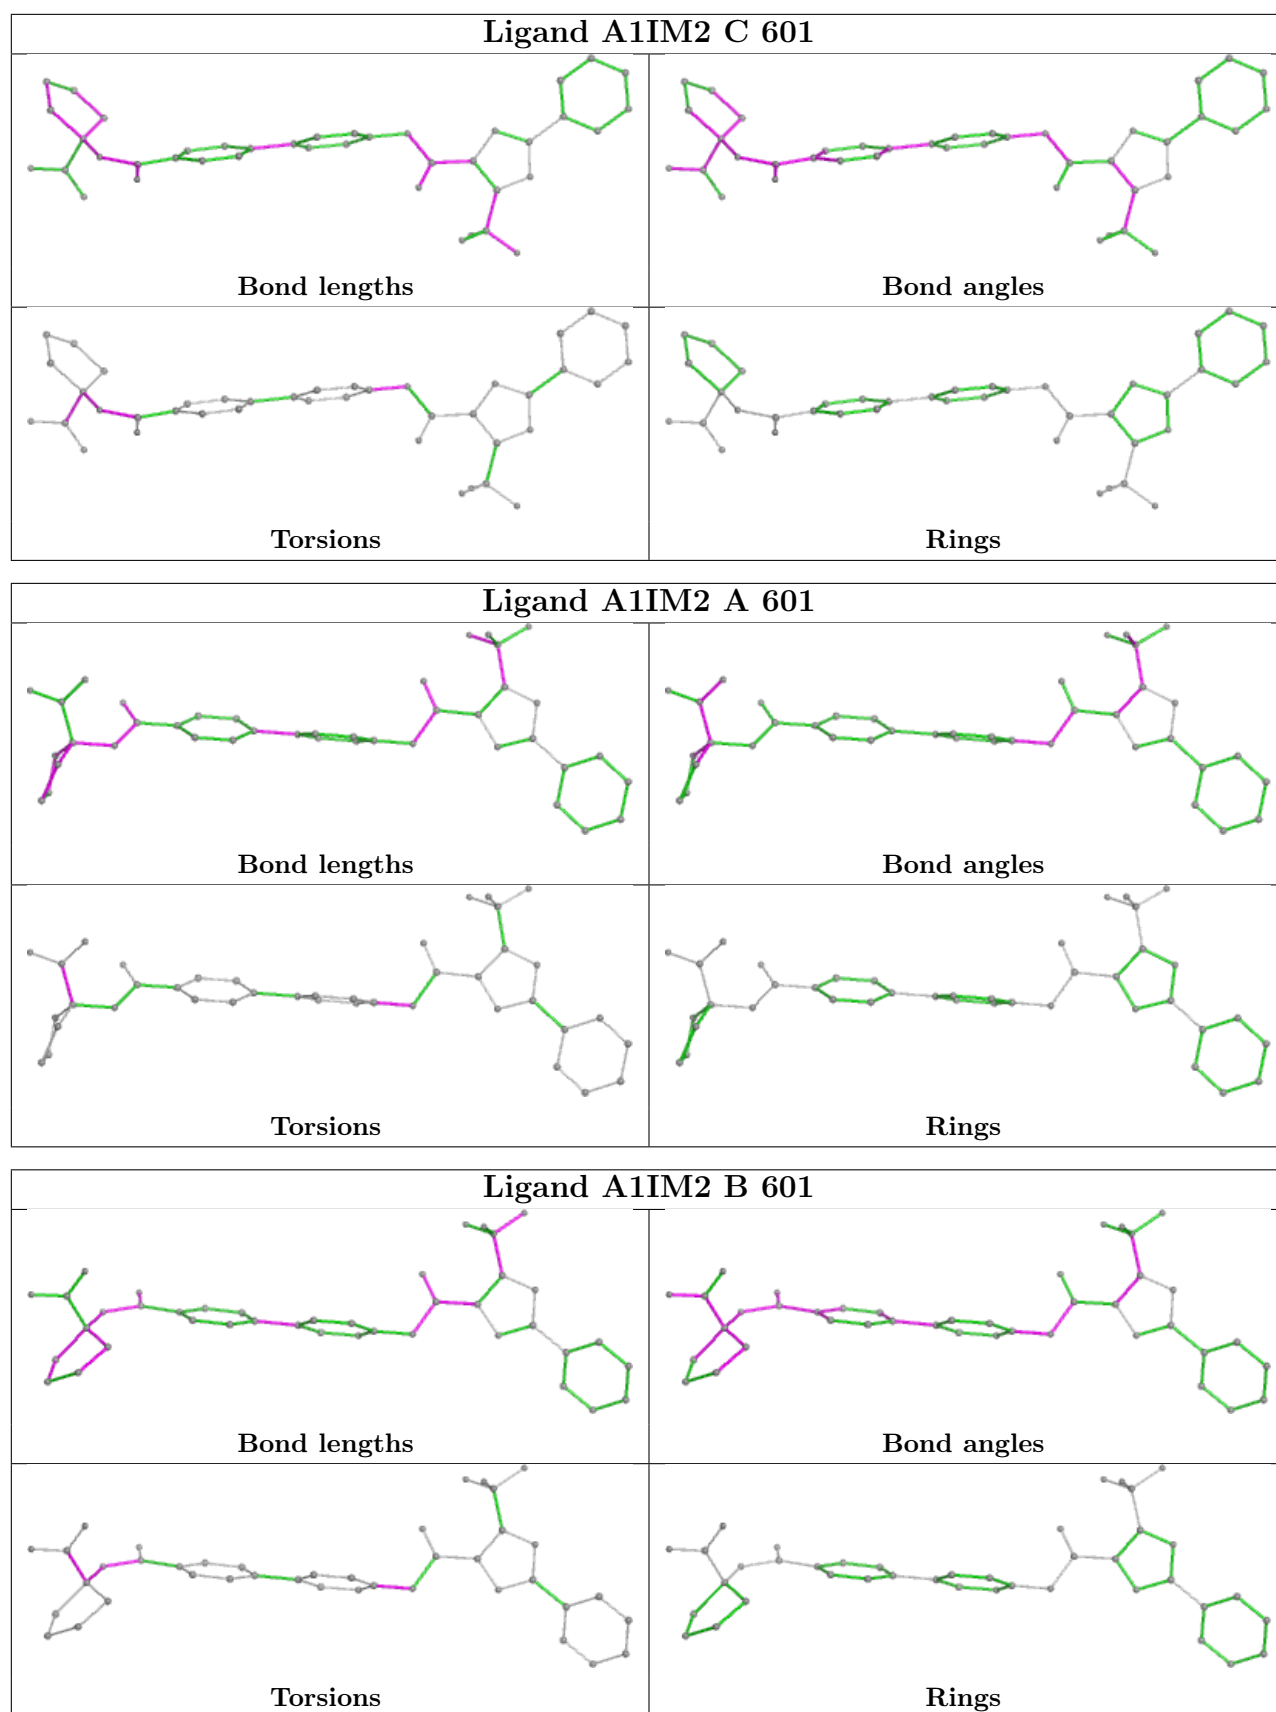 Ligand A1IM2 C 601
Bond lengths
Bond angles
Torsions
Rings
Ligand A1IM2 A 601
Bond lengths
Bond angles
Torsions
Rings
Ligand A1IM2 B 601
Bond lengths
Bond angles
Torsions
Rings